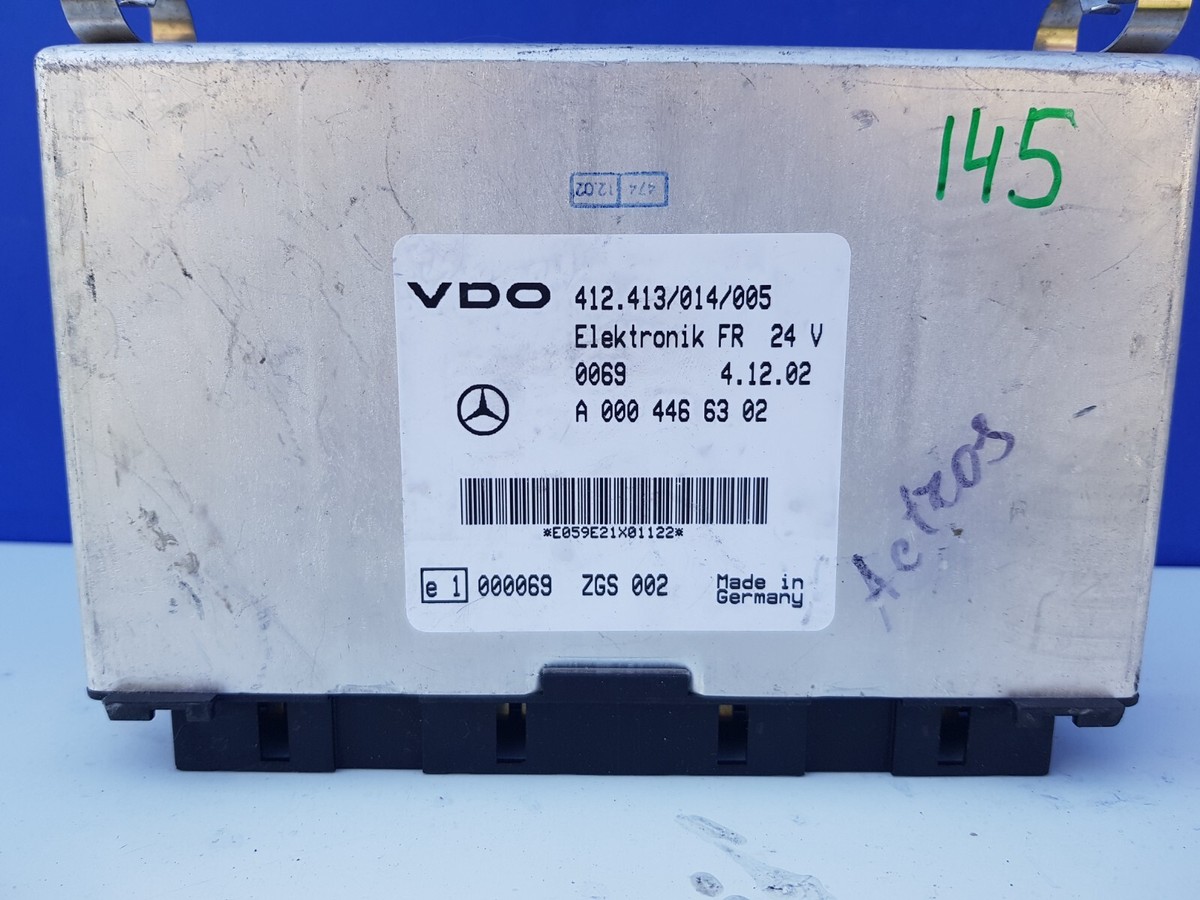 145
12.02 474
VDO 412.413/014/005
Elektronik FR 24 V
0069 4.12.02
A 000 446 63 02
*E059E21X01122*
Actros
e 1 000069 ZGS 002 Made in
Germany